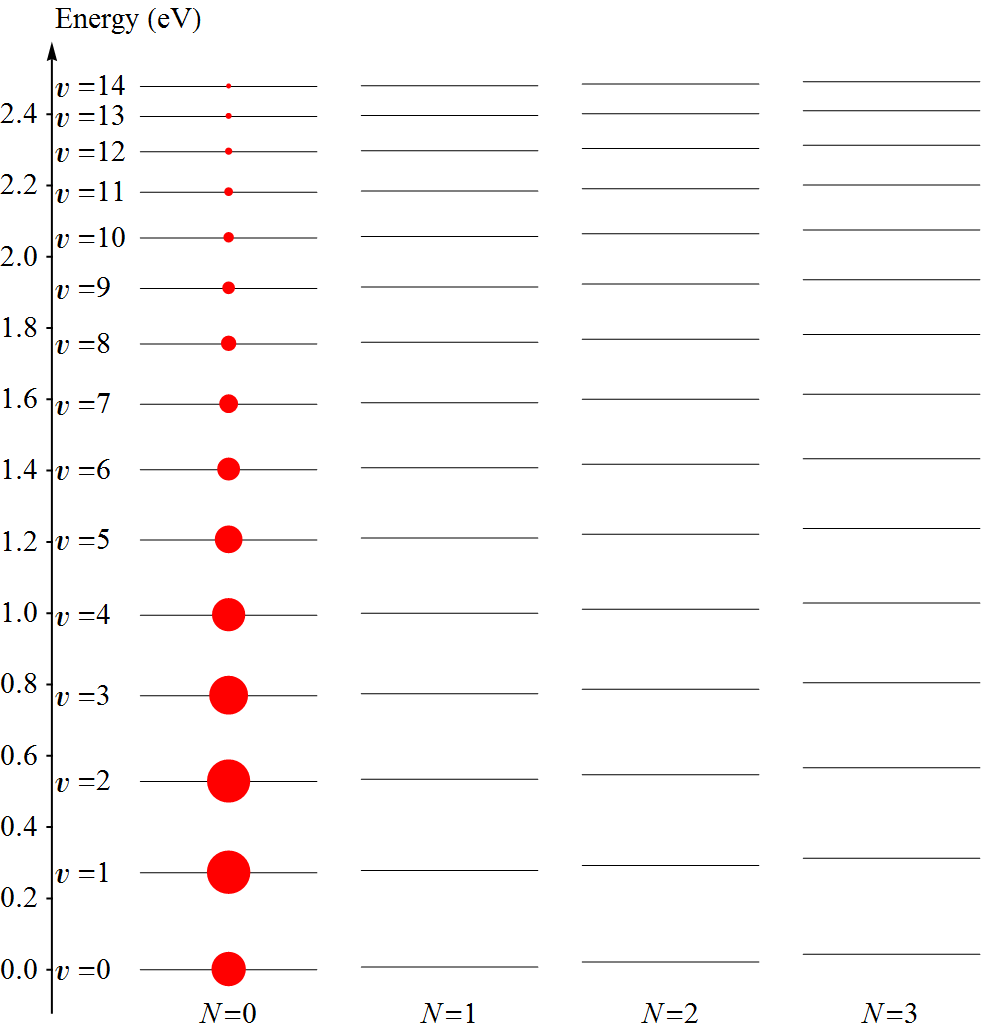 Energy (eV)
v=14
2.4
v=13
v=12
2.2
v=11
v=10
2.0
v=9
1.8
v=8
1.6
v=7
1.4
v=6
1.2
v=5
1.0
v=4
0.8
v=3
0.6
v=2
0.4
v=1
0.2
0.0 v=0
N=0 N=1 N=2 N=3